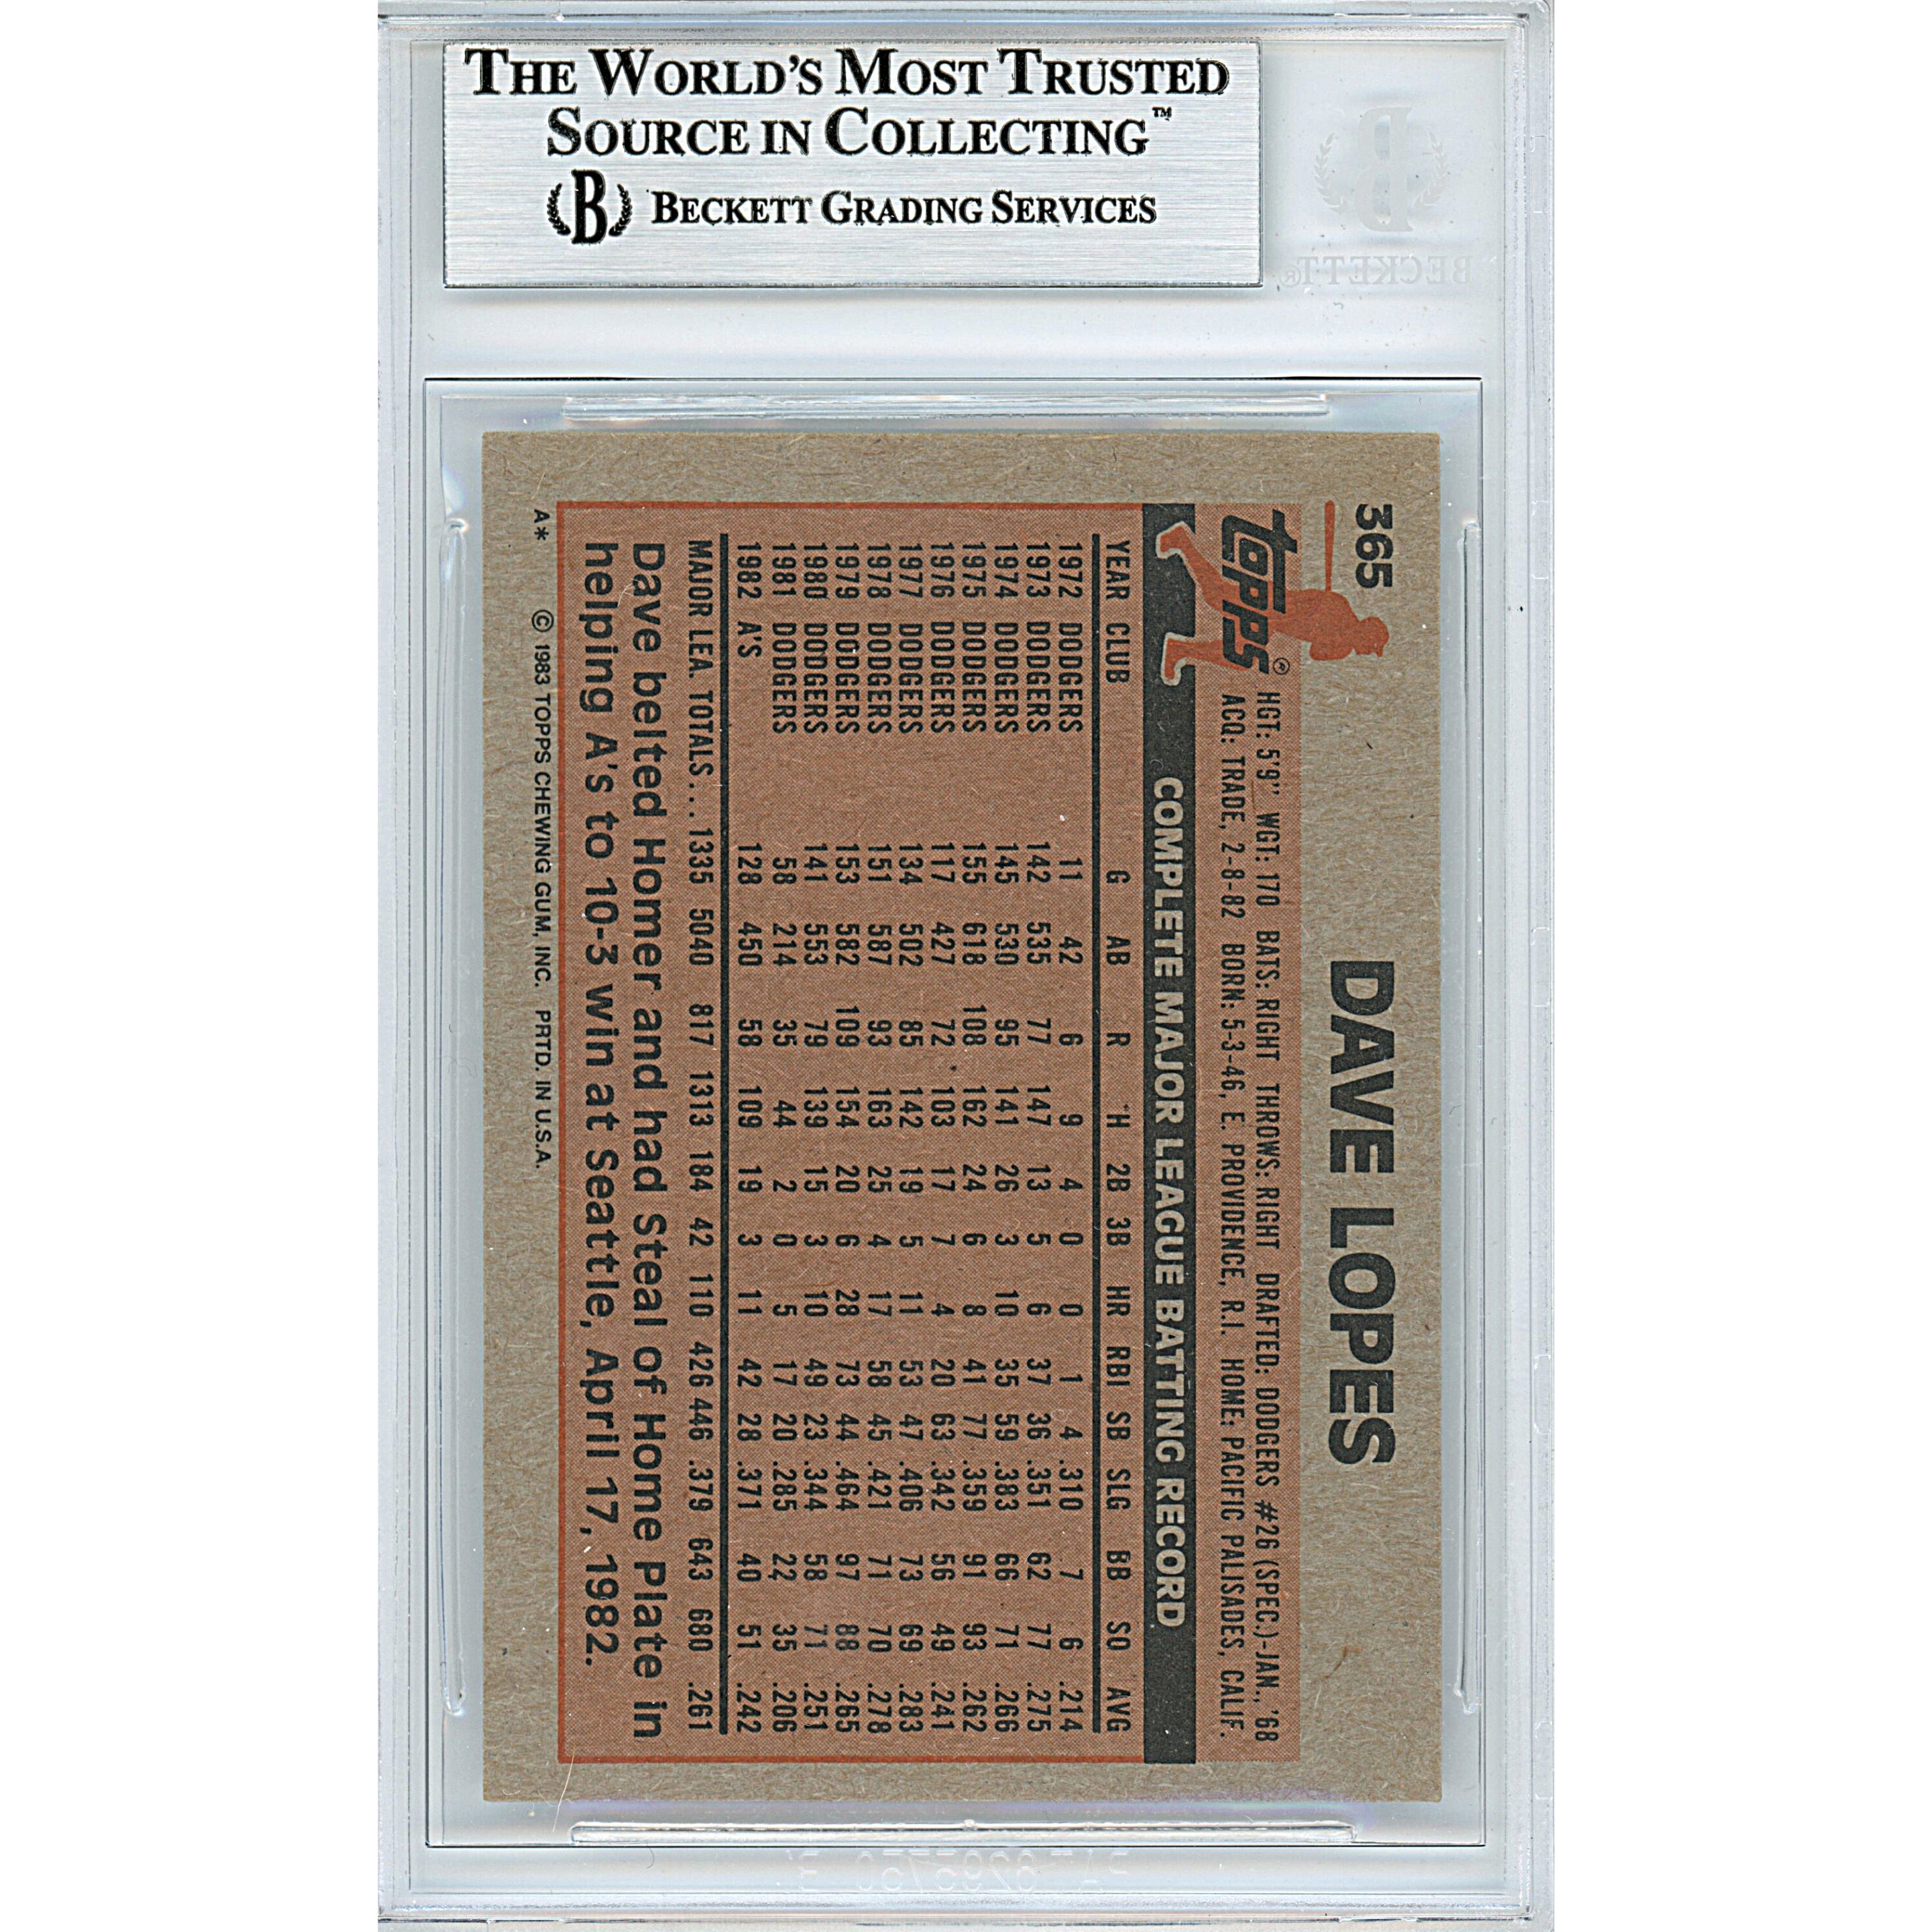 THE WORLD'S MOST TRUSTED
SOURCE IN COLLECTING™
B BECKETT GRADING SERVICES
B
BECKETT®
365
DAVE LOPES
topps®
HGT: 5'9" WGT: 170 BATS: RIGHT THROWS: RIGHT DRAFTED: DODGERS #26 (SPEC.)-JAN., '68
ACQ: TRADE, 2-8-82 BORN: 5-3-46, E. PROVIDENCE, R.I. HOME: PACIFIC PALISADES, CALIF.
COMPLETE MAJOR LEAGUE BATTING RECORD
YEAR CLUB G AB R H 2B 3B HR RBI SB SLG BB SO AVG
1972 DODGERS 11 42 6 9 4 0 0 1 4 .310 7 6 .214
1973 DODGERS 142 535 77 147 13 5 6 37 36 .351 62 77 .275
1974 DODGERS 145 530 95 141 26 3 10 35 59 .383 66 71 .266
1975 DODGERS 155 618 108 162 24 6 8 41 77 .359 91 93 .262
1976 DODGERS 117 427 72 103 17 7 4 20 63 .342 56 49 .241
1977 DODGERS 134 502 85 142 19 5 11 53 47 .406 73 69 .283
1978 DODGERS 151 587 93 163 25 4 17 58 45 .421 71 70 .278
1979 DODGERS 153 582 109 154 20 6 28 73 44 .464 97 88 .265
1980 DODGERS 141 553 79 139 15 3 10 49 23 .344 58 71 .251
1981 DODGERS 58 214 35 44 2 0 5 17 20 .285 22 35 .206
1982 A'S 128 450 58 109 19 3 11 42 28 .371 40 51 .242
MAJOR LEA. TOTALS... 1335 5040 817 1313 184 42 110 426 446 .379 643 680 .261
Dave belted Homer and had Steal of Home Plate in
helping A's to 10-3 win at Seattle, April 17, 1982.
A* © 1983 TOPPS CHEWING GUM, INC. PRTD. IN U.S.A.